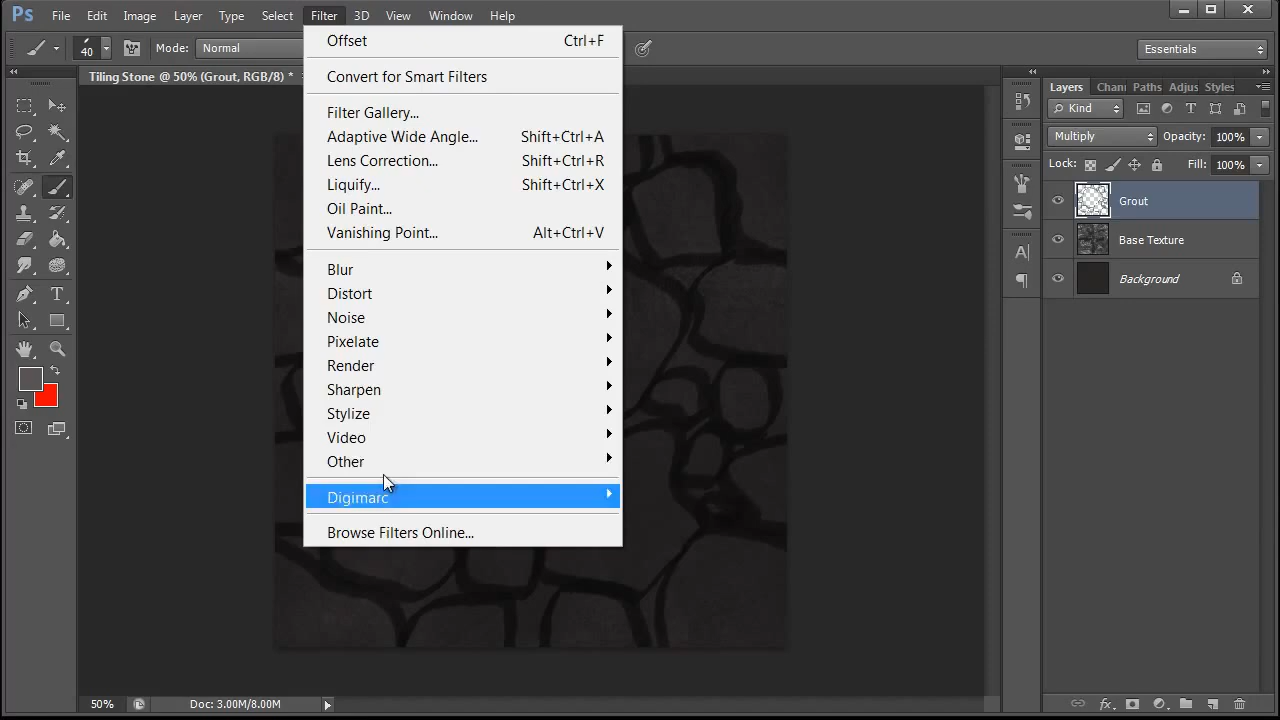 Ps File Edit Image Layer Type Select Filter 3D View Window Help
40 Mode: Normal Essentials
Tiling Stone @ 50% (Grout, RGB/8) *
Offset Ctrl+F
Convert for Smart Filters
Filter Gallery...
Adaptive Wide Angle... Shift+Ctrl+A
Lens Correction... Shift+Ctrl+R
Liquify... Shift+Ctrl+X
Oil Paint...
Vanishing Point... Alt+Ctrl+V
Blur
Distort
Noise
Pixelate
Render
Sharpen
Stylize
Video
Other
Digimarc
Browse Filters Online...
Layers Chann Paths Adjus Styles
Kind
Multiply Opacity: 100%
Lock: Fill: 100%
Grout
Base Texture
Background
50% Doc: 3.00M/8.00M